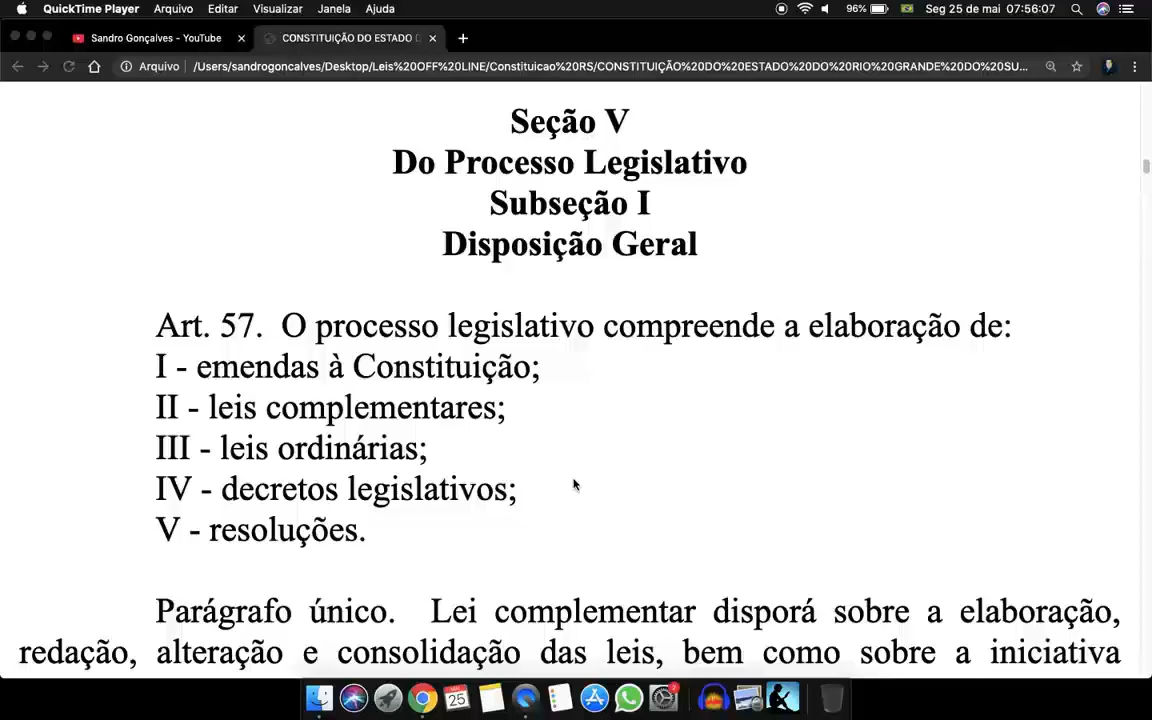 QuickTime Player Arquivo Editar Visualizar Janela Ajuda 96% Seg 25 de mai 07:56:07
Sandro Gonçalves - YouTube CONSTITUIÇÃO DO ESTADO
Arquivo /Users/sandrogoncalves/Desktop/Leis%20OFF%20LINE/Constituicao%20RS/CONSTITUIÇÃO%20DO%20ESTADO%20DO%20RIO%20GRANDE%20DO%20SU...
Seção V
Do Processo Legislativo
Subseção I
Disposição Geral
Art. 57. O processo legislativo compreende a elaboração de:
I - emendas à Constituição;
II - leis complementares;
III - leis ordinárias;
IV - decretos legislativos;
V - resoluções.
Parágrafo único. Lei complementar disporá sobre a elaboração,
redação, alteração e consolidação das leis, bem como sobre a iniciativa
25